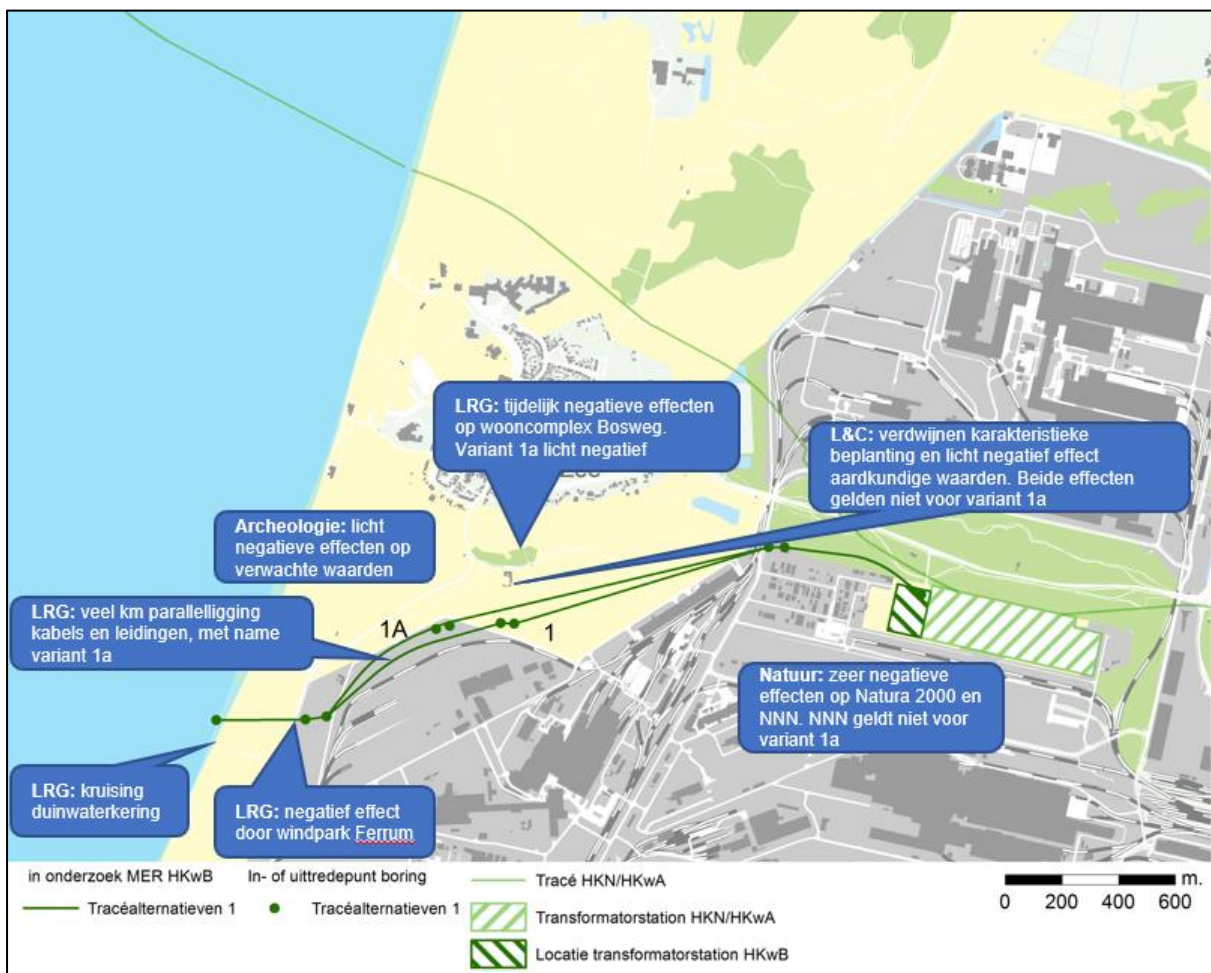 LRG: tijdelijk negatieve effecten
op wooncomplex Bosweg.
Variant 1a licht negatief
L&C: verdwijnen karakteristieke
beplanting en licht negatief effect
aardkundige waarden. Beide effecten
gelden niet voor variant 1a
Archeologie: licht
negatieve effecten op
verwachte waarden
LRG: veel km parallelligging
kabels en leidingen, met name
variant 1a
1A
1
Natuur: zeer negatieve
effecten op Natura 2000 en
NNN. NNN geldt niet voor
variant 1a
LRG: kruising
duinwaterkering
LRG: negatief effect
door windpark Ferrum
in onderzoek MER HKwB
In- of uittredepunt boring
Tracéalternatieven 1
Tracéalternatieven 1
Tracé HKN/HKwA
Transformatorstation HKN/HKwA
Locatie transformatorstation HKwB
m.
0 200 400 600